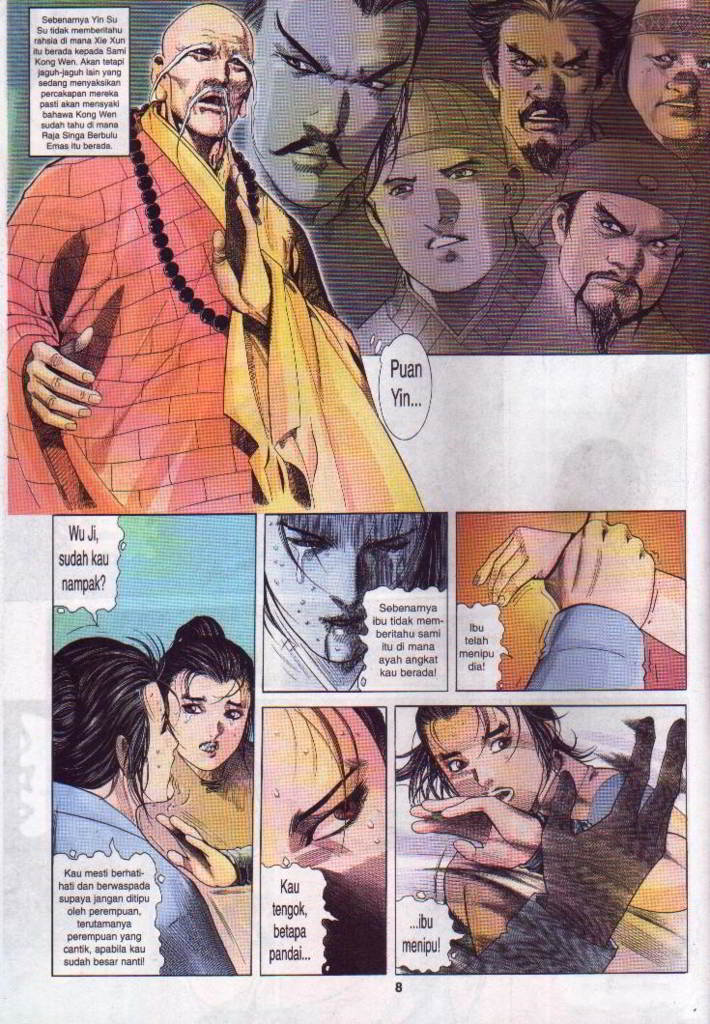 Sebenarnya Yin Su
Su tidak memberitahu
rahsia di mana Xie Xun
itu berada kepada Sami
Kong Wen. Akan tetapi
jaguh-jaguh lain yang
sedang menyaksikan
percakapan mereka
pasti akan mensyaki
bahawa Kong Wen
sudah tahu di mana
Raja Singa Berbulu
Emas itu berada.
Puan
Yin...
Wu Ji,
sudah kau
nampak?
Kau mesti berhati-
hati dan berwaspada
supaya jangan ditipu
oleh perempuan,
terutamanya
perempuan yang
cantik, apabila kau
sudah besar nanti!
Sebenarnya
ibu tidak mem-
beritahu sami
itu di mana
ayah angkat
kau berada!
Ibu
telah
menipu
dia!
Kau
tengok,
betapa
pandai...
...ibu
menipu!
8